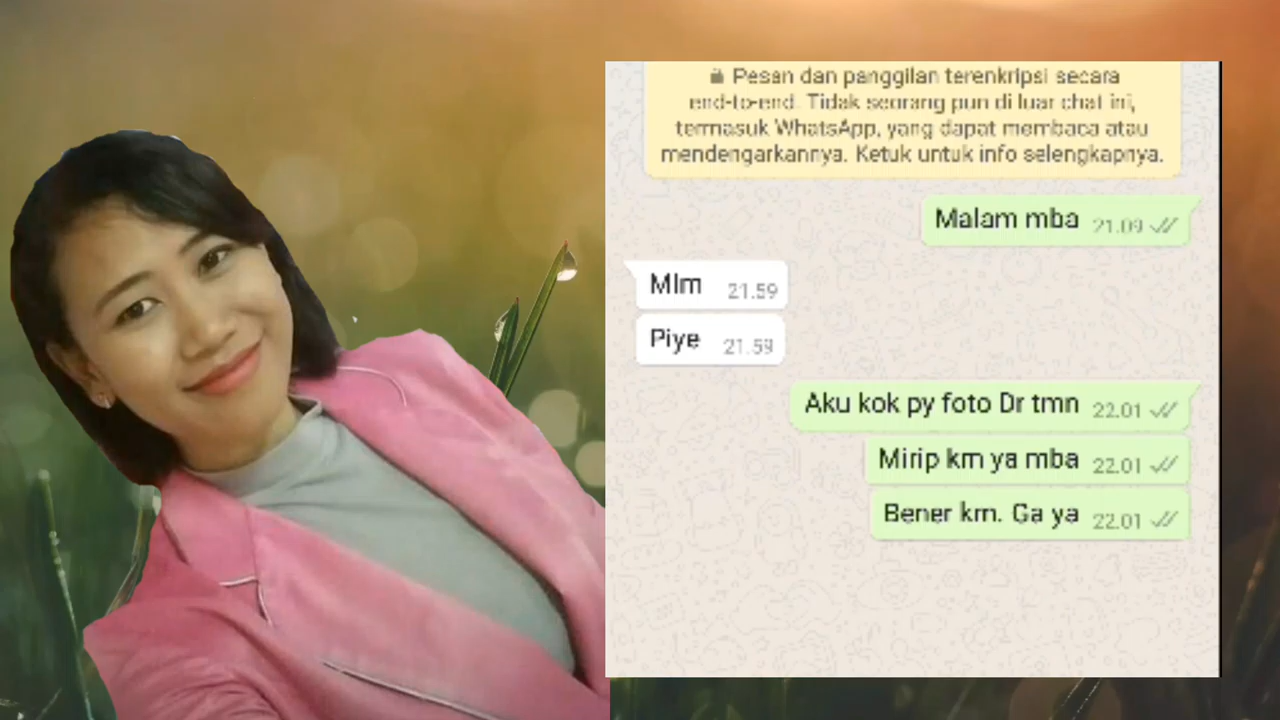 Pesan dan panggilan terenkripsi secara
end-to-end. Tidak seorang pun di luar chat ini,
termasuk WhatsApp, yang dapat membaca atau
mendengarkannya. Ketuk untuk info selengkapnya.
Malam mba 21.09
Mlm 21.59
Piye 21.59
Aku kok py foto Dr tmn 22.01
Mirip km ya mba 22.01
Bener km. Ga ya 22.01